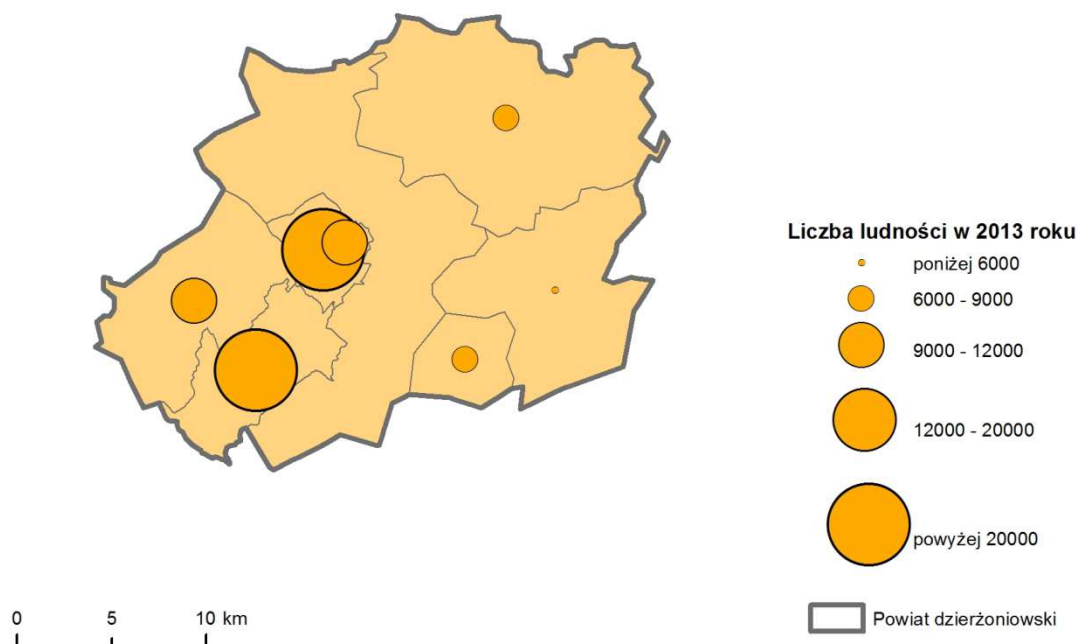 Liczba ludności w 2013 roku
poniżej 6000
6000 - 9000
9000 - 12000
12000 - 20000
powyżej 20000
Powiat dzierżoniowski
0 5 10 km